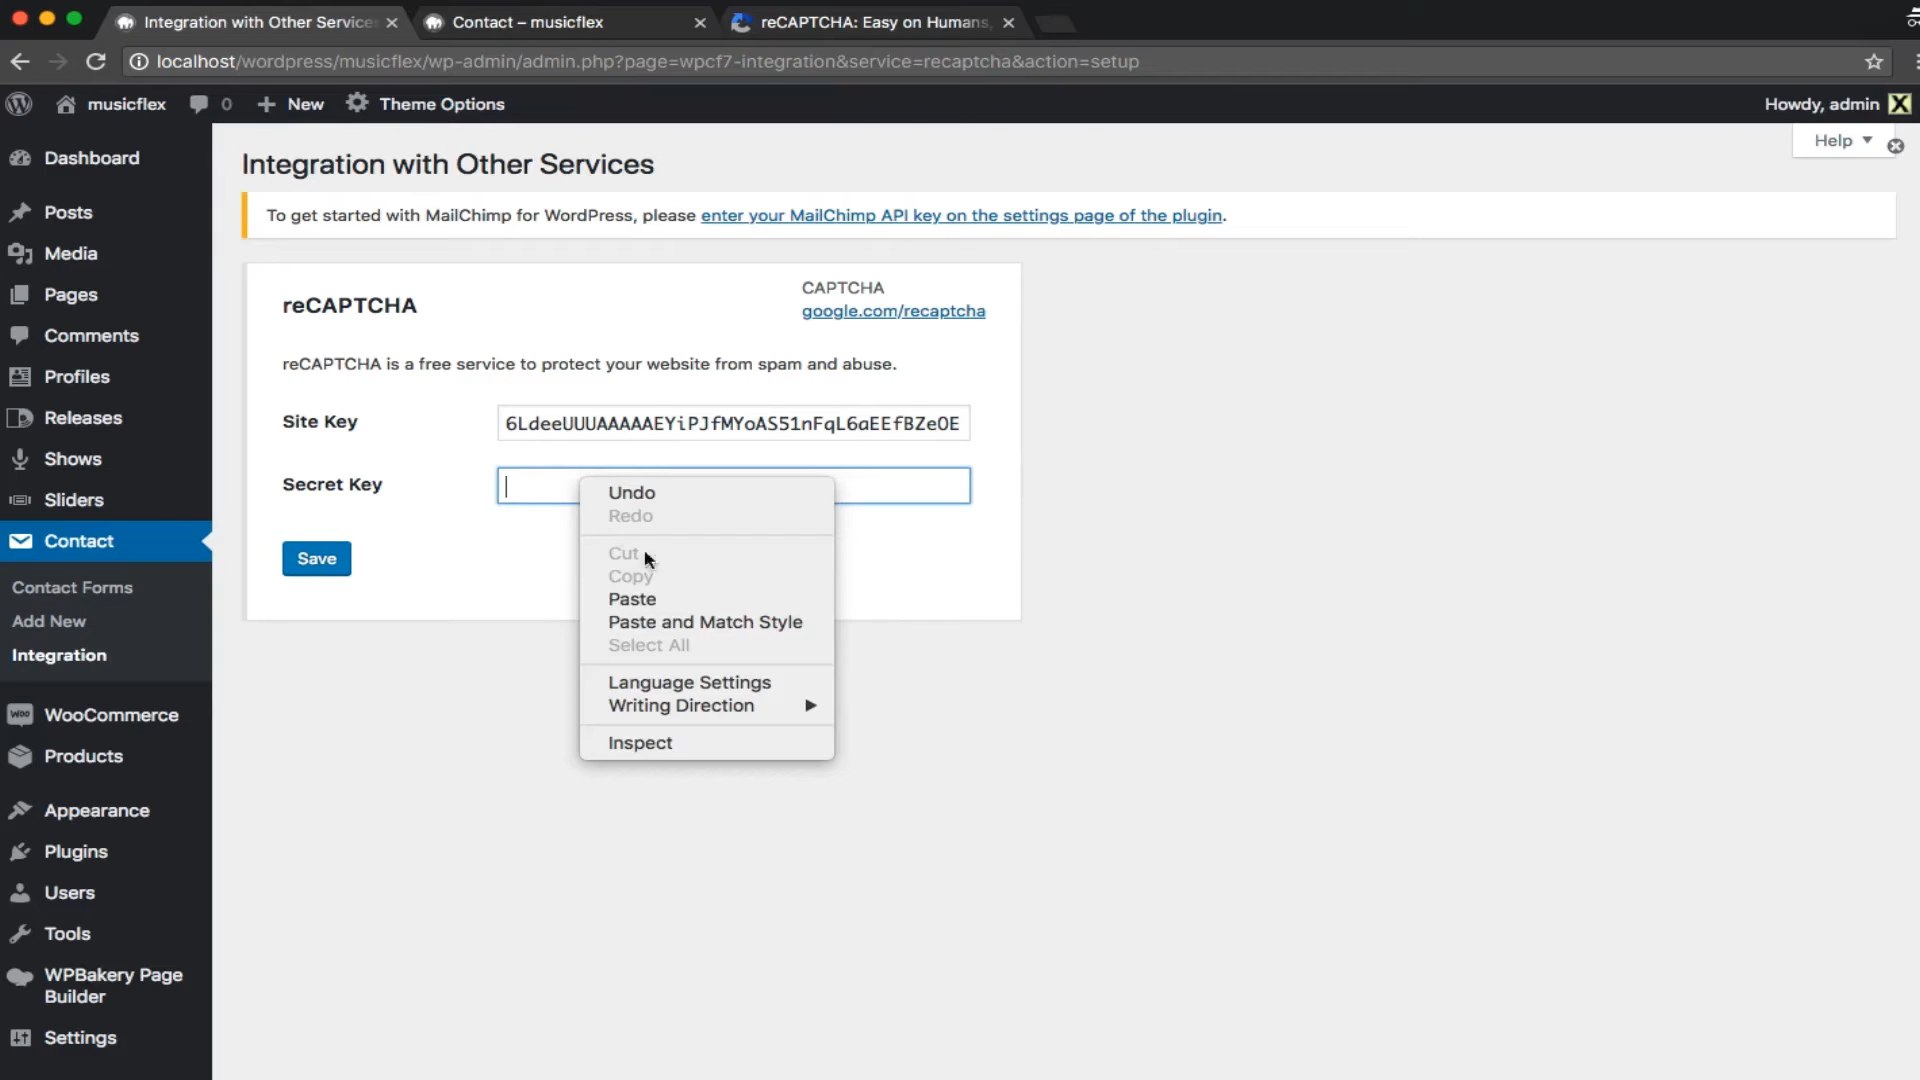 Integration with Other Services
Contact – musicflex
reCAPTCHA: Easy on Humans,
localhost/wordpress/musicflex/wp-admin/admin.php?page=wpcf7-integration&service=recaptcha&action=setup
musicflex
0
New
Theme Options
Howdy, admin
Help
Dashboard
Posts
Media
Pages
Comments
Profiles
Releases
Shows
Sliders
Contact
Contact Forms
Add New
Integration
WooCommerce
Products
Appearance
Plugins
Users
Tools
WPBakery Page
Builder
Settings
Integration with Other Services
To get started with MailChimp for WordPress, please enter your MailChimp API key on the settings page of the plugin.
reCAPTCHA
CAPTCHA
google.com/recaptcha
reCAPTCHA is a free service to protect your website from spam and abuse.
Site Key
6LdeeUUUAAAAAEYiPJfMYoAS51nFqL6aEEfBZeOE
Secret Key
Save
Undo
Redo
Cut
Copy
Paste
Paste and Match Style
Select All
Language Settings
Writing Direction
Inspect